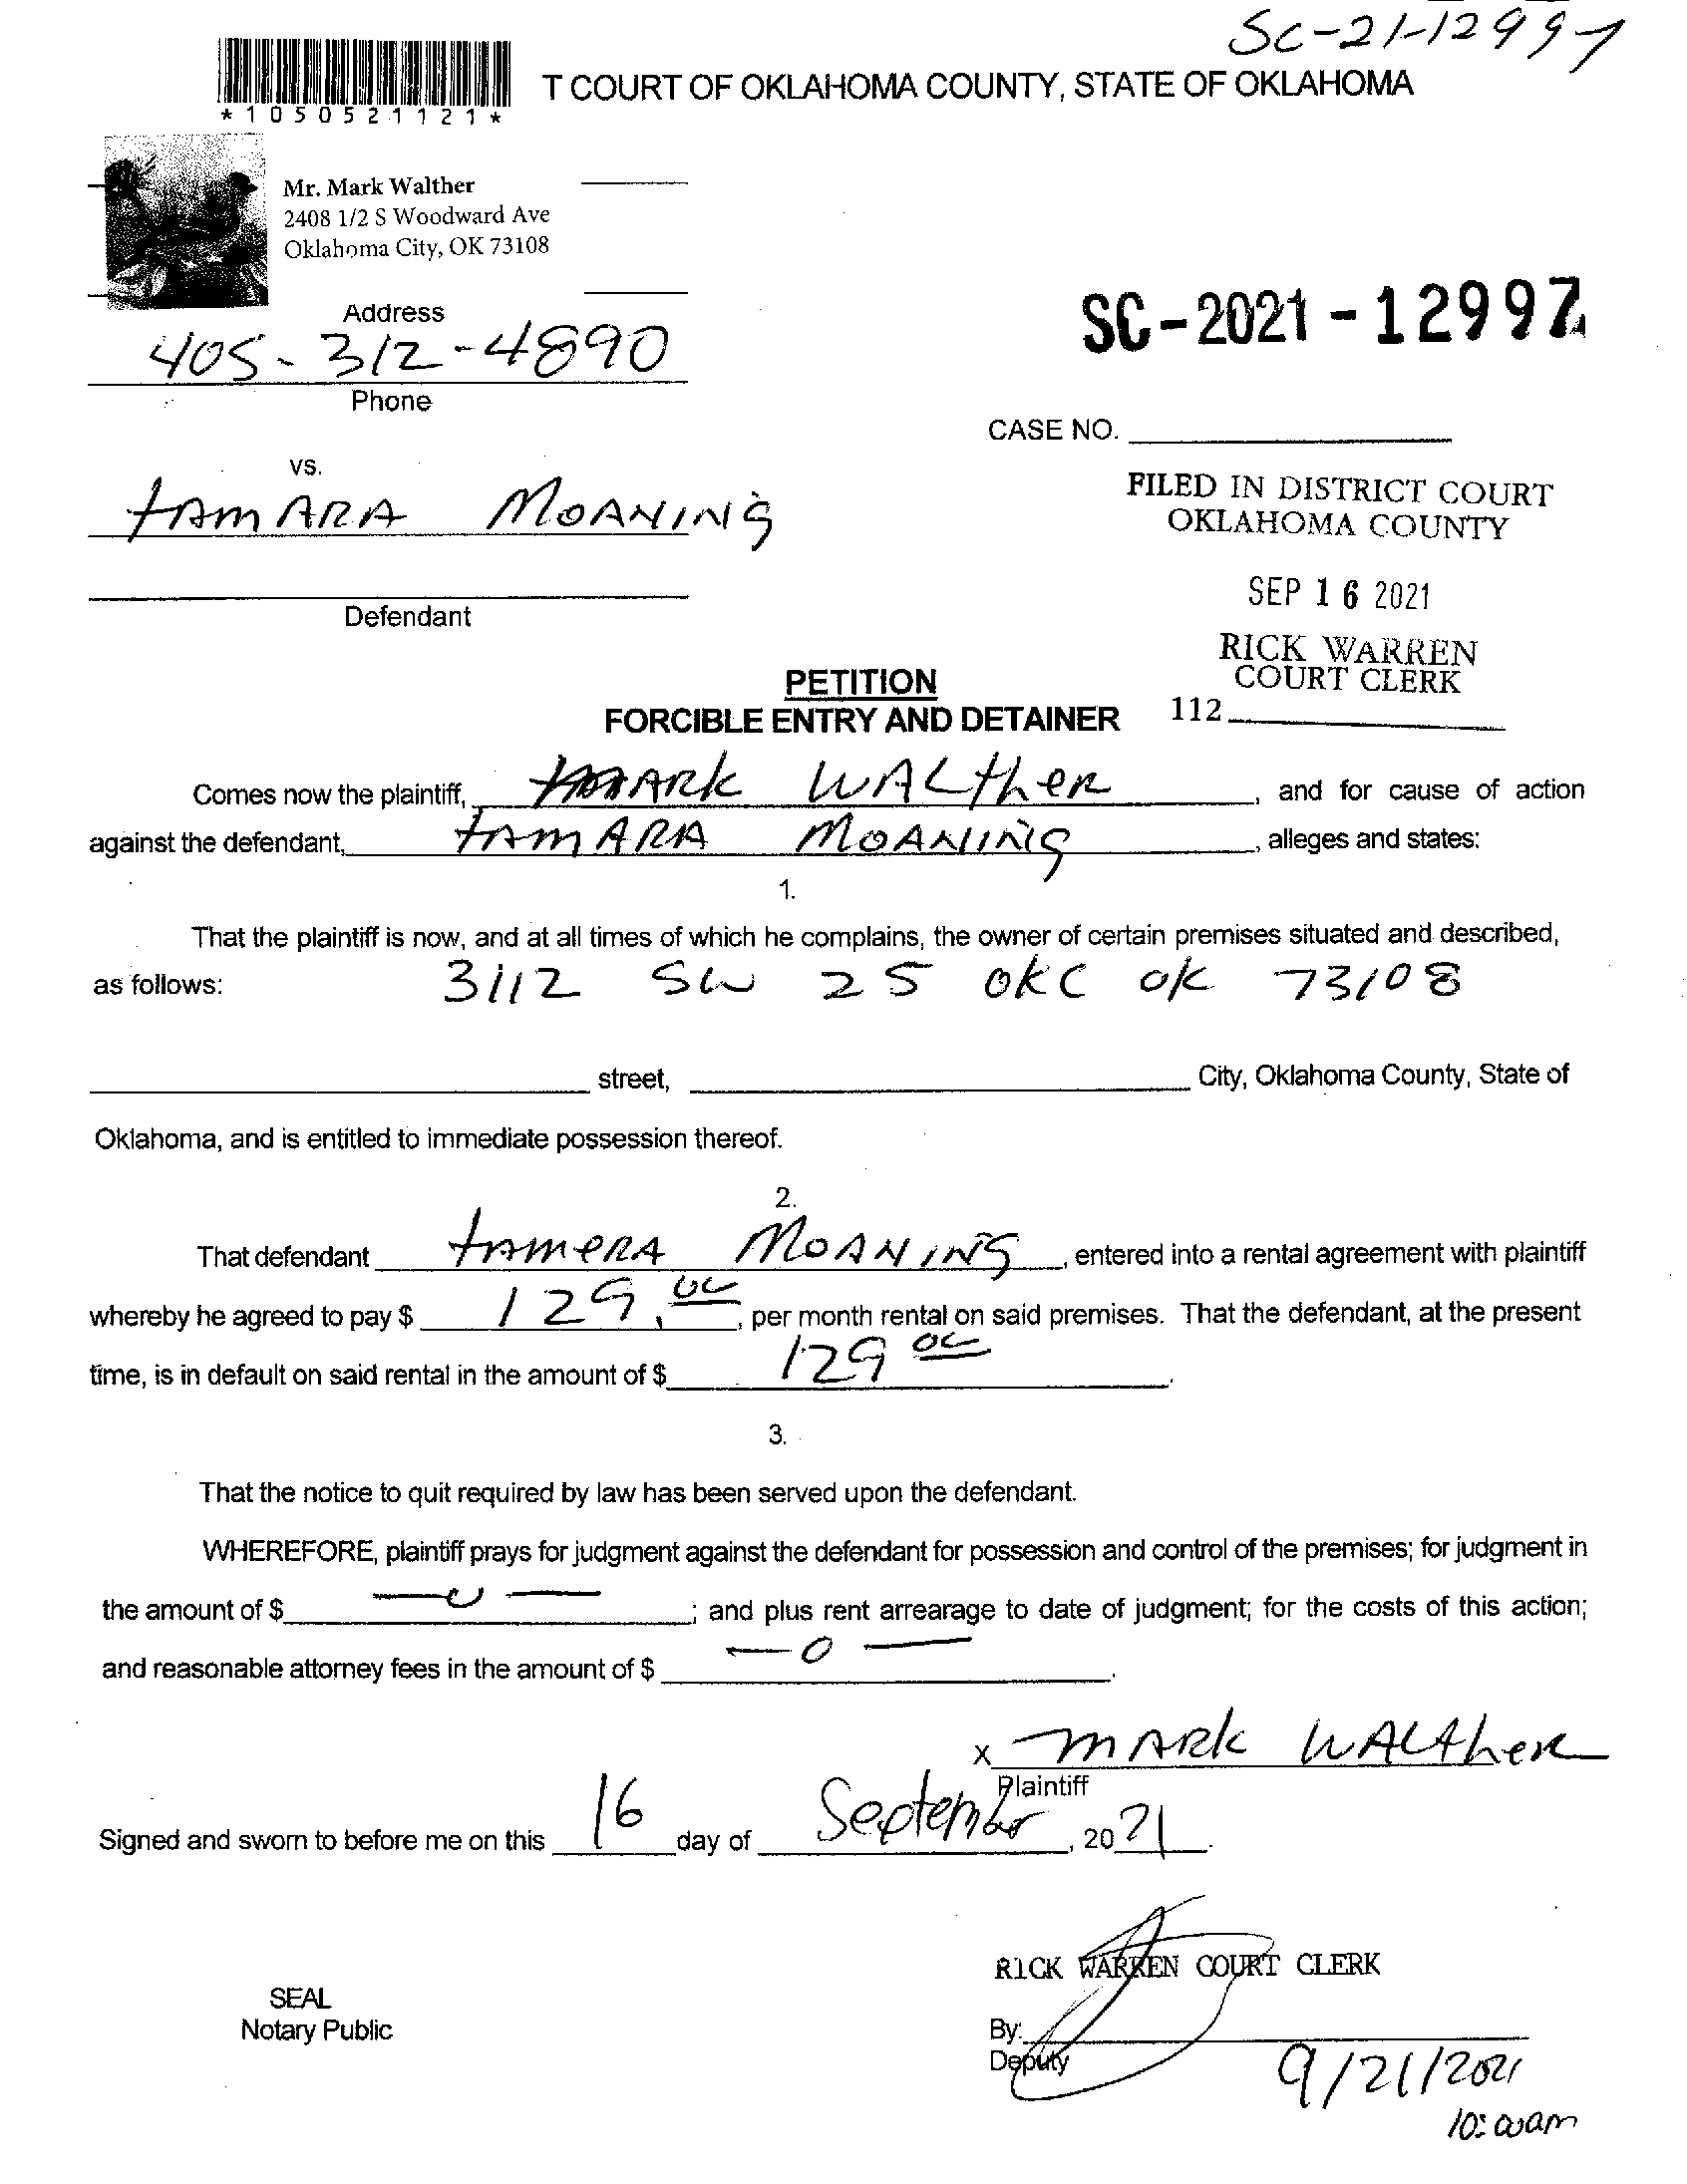 SC-21-12997
T COURT OF OKLAHOMA COUNTY, STATE OF OKLAHOMA
*1050521121*
Mr. Mark Walther
2408 1/2 S Woodward Ave
Oklahoma City, OK 73108
Address
SC-2021-12997
405-312-4890
Phone
CASE NO.
vs.
TAMARA MOANING
FILED IN DISTRICT COURT
OKLAHOMA COUNTY
SEP 16 2021
Defendant
RICK WARREN
COURT CLERK
112
PETITION
FORCIBLE ENTRY AND DETAINER
Comes now the plaintiff, MARK WALTHER, and for cause of action
against the defendant, TAMARA MOANING, alleges and states:
1.
That the plaintiff is now, and at all times of which he complains, the owner of certain premises situated and described,
as follows: 3112 SW 25 OKC OK 73108
street, City, Oklahoma County, State of
Oklahoma, and is entitled to immediate possession thereof.
2.
That defendant TAMERA MOANING, entered into a rental agreement with plaintiff
whereby he agreed to pay $ 129.00, per month rental on said premises. That the defendant, at the present
time, is in default on said rental in the amount of $ 129 00.
3.
That the notice to quit required by law has been served upon the defendant.
WHEREFORE, plaintiff prays for judgment against the defendant for possession and control of the premises; for judgment in
the amount of $ —0—; and plus rent arrearage to date of judgment; for the costs of this action;
and reasonable attorney fees in the amount of $ —0—.
x MARK WALTHER
Plaintiff
Signed and sworn to before me on this 16 day of September, 2021.
RICK WARREN COURT CLERK
SEAL
Notary Public
By:
Deputy
9/21/2021
10:00am